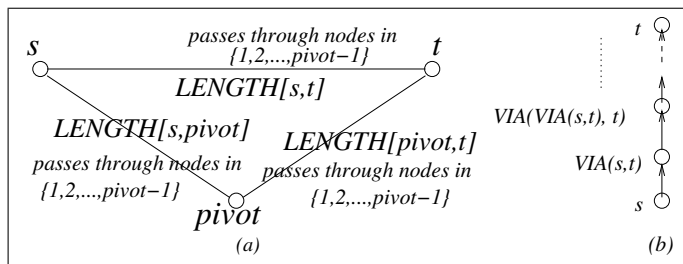 passes through nodes in
{1,2,...,pivot−1}
s
t
LENGTH[s,t]
LENGTH[s,pivot]
LENGTH[pivot,t]
passes through nodes in
{1,2,...,pivot−1}
passes through nodes in
{1,2,...,pivot−1}
pivot
(a)
t
VIA(VIA(s,t), t)
VIA(s,t)
s
(b)